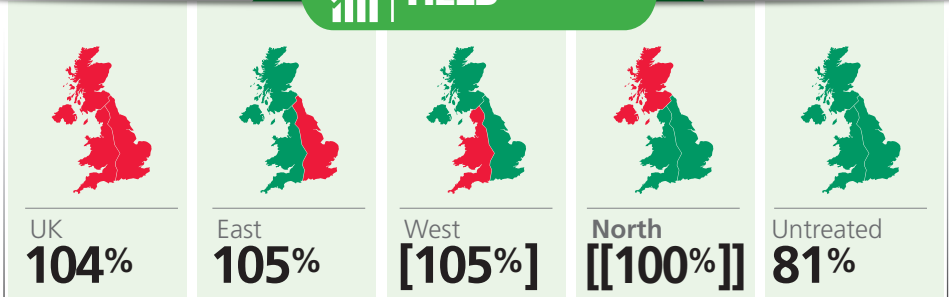 UK
104%
East
105%
West
[105%]
North
[[100%]]
Untreated
81%